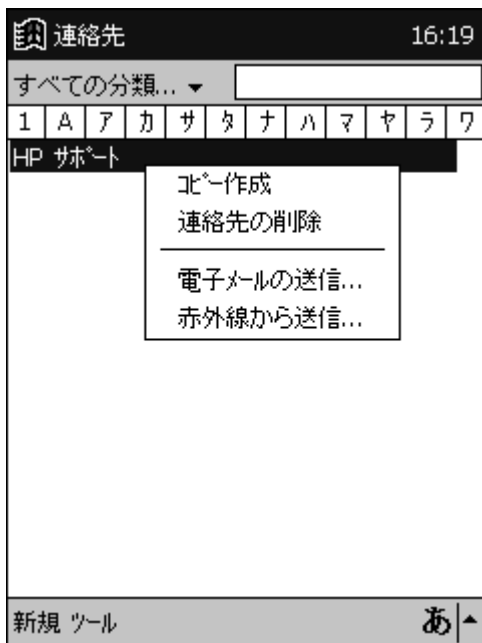 連絡先 16:19
すべての分類...
1 A ア カ サ タ ナ ハ マ ヤ ラ ワ
HP ｻﾎﾟｰﾄ
ｺﾋﾟｰ作成
連絡先の削除
電子ﾒｰﾙの送信...
赤外線から送信...
新規 ﾂｰﾙ あ